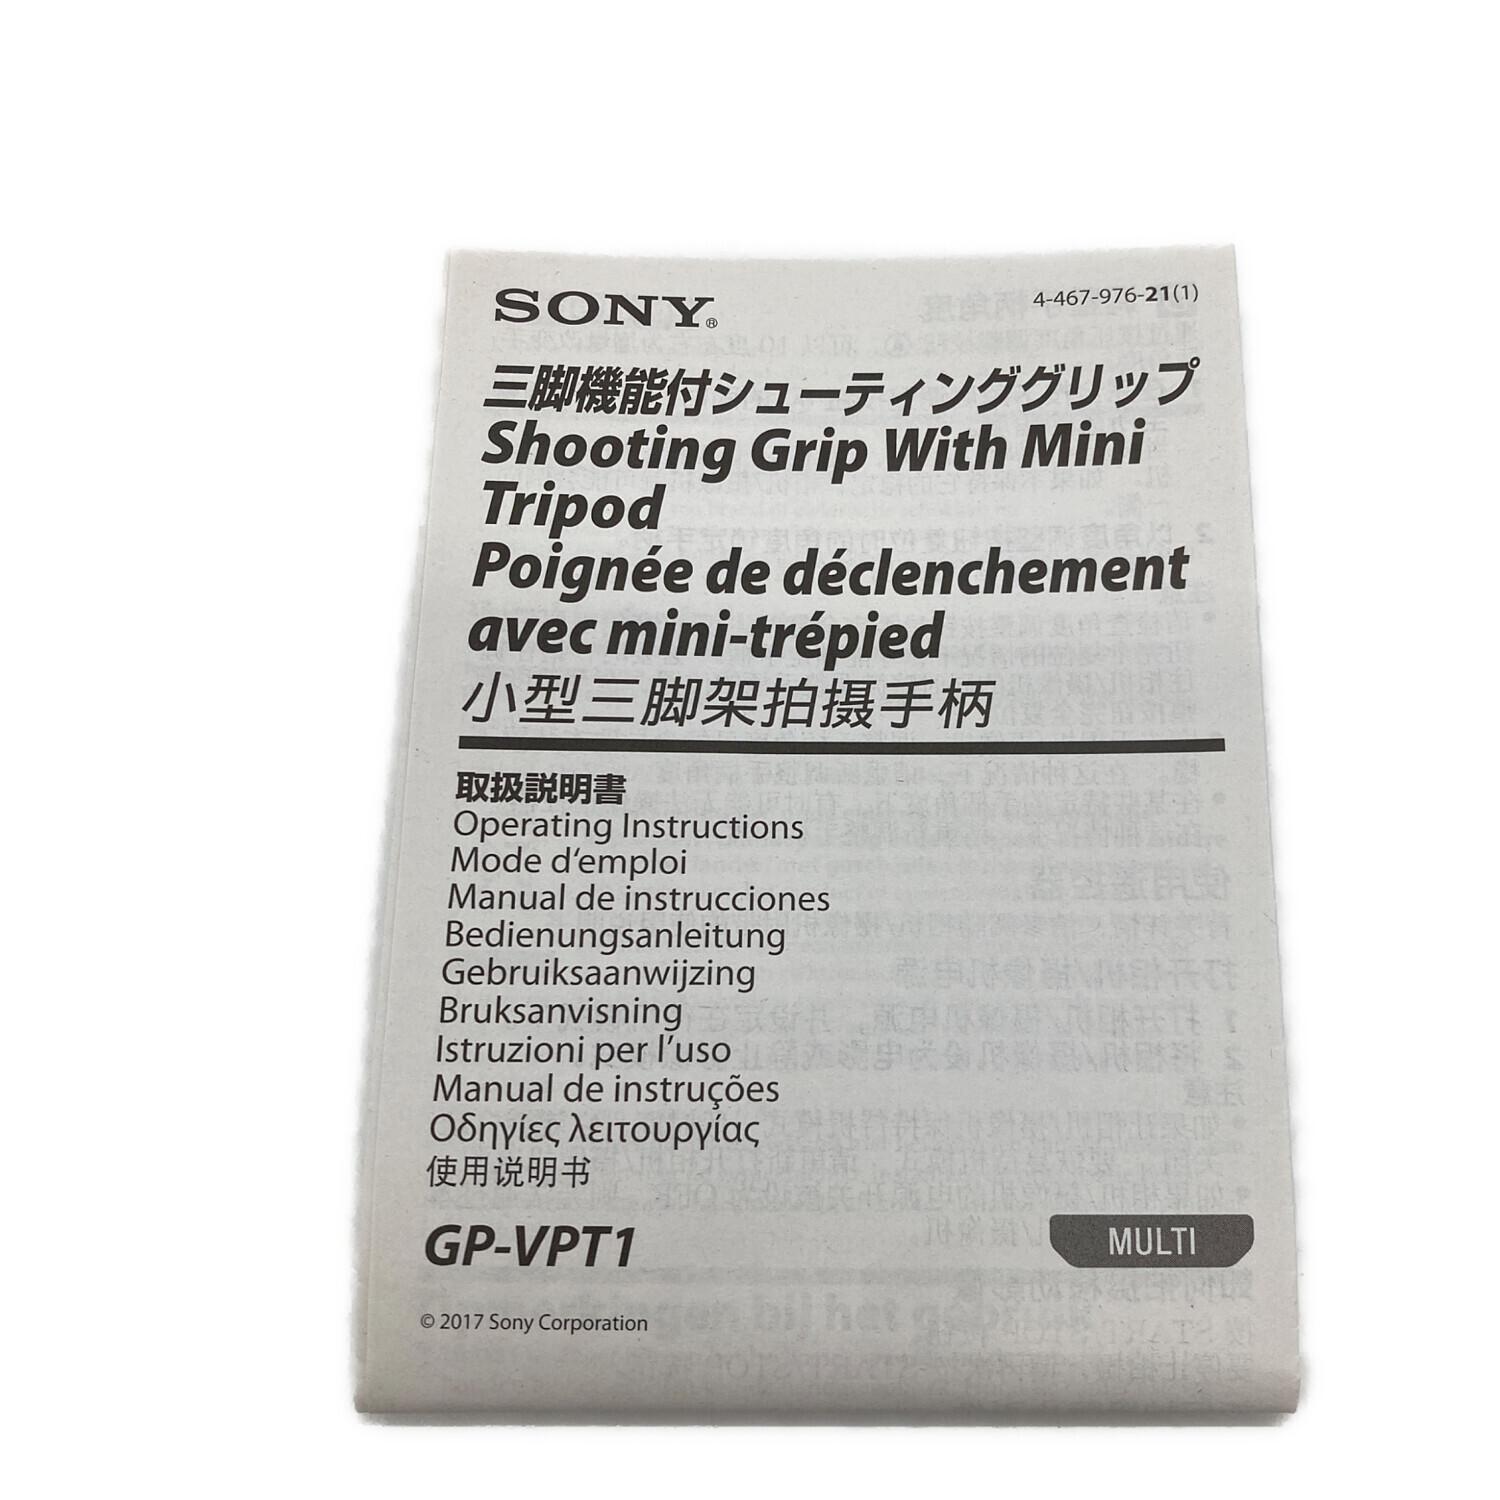 SONY®
4-467-976-21(1)
三脚機能付シューティンググリップ
Shooting Grip With Mini
Tripod
Poignée de déclenchement
avec mini-trépied
小型三脚架拍摄手柄
取扱説明書
Operating Instructions
Mode d‘emploi
Manual de instrucciones
Bedienungsanleitung
Gebruiksaanwijzing
Bruksanvisning
Istruzioni per l’uso
Manual de instruções
Οδηγίες λειτουργίας
使用说明书
GP-VPT1
MULTI
© 2017 Sony Corporation